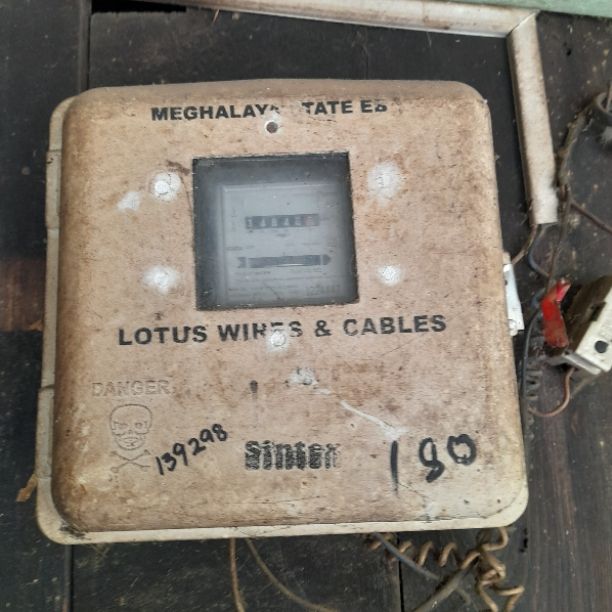 MEGHALAYA STATE EB
LOTUS WIRES & CABLES
DANGER
139298
Sintex
180